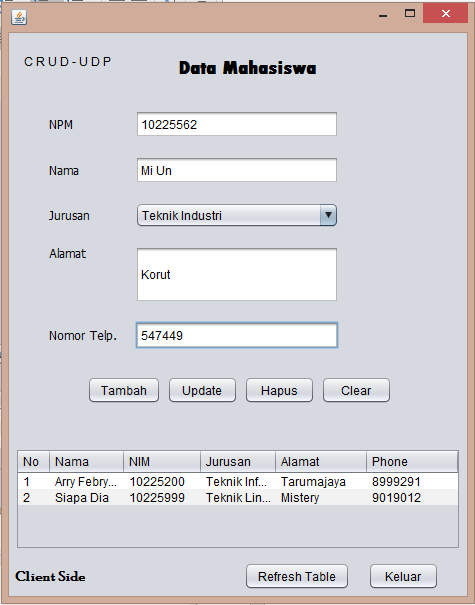 CRUD-UDP
Data Mahasiswa
NPM 10225562
Nama Mi Un
Jurusan Teknik Industri
Alamat Korut
Nomor Telp. 547449
Tambah Update Hapus Clear
No Nama NIM Jurusan Alamat Phone
1 Arry Febry... 10225200 Teknik Inf... Tarumajaya 8999291
2 Siapa Dia 10225999 Teknik Lin... Mistery 9019012
Client Side Refresh Table Keluar